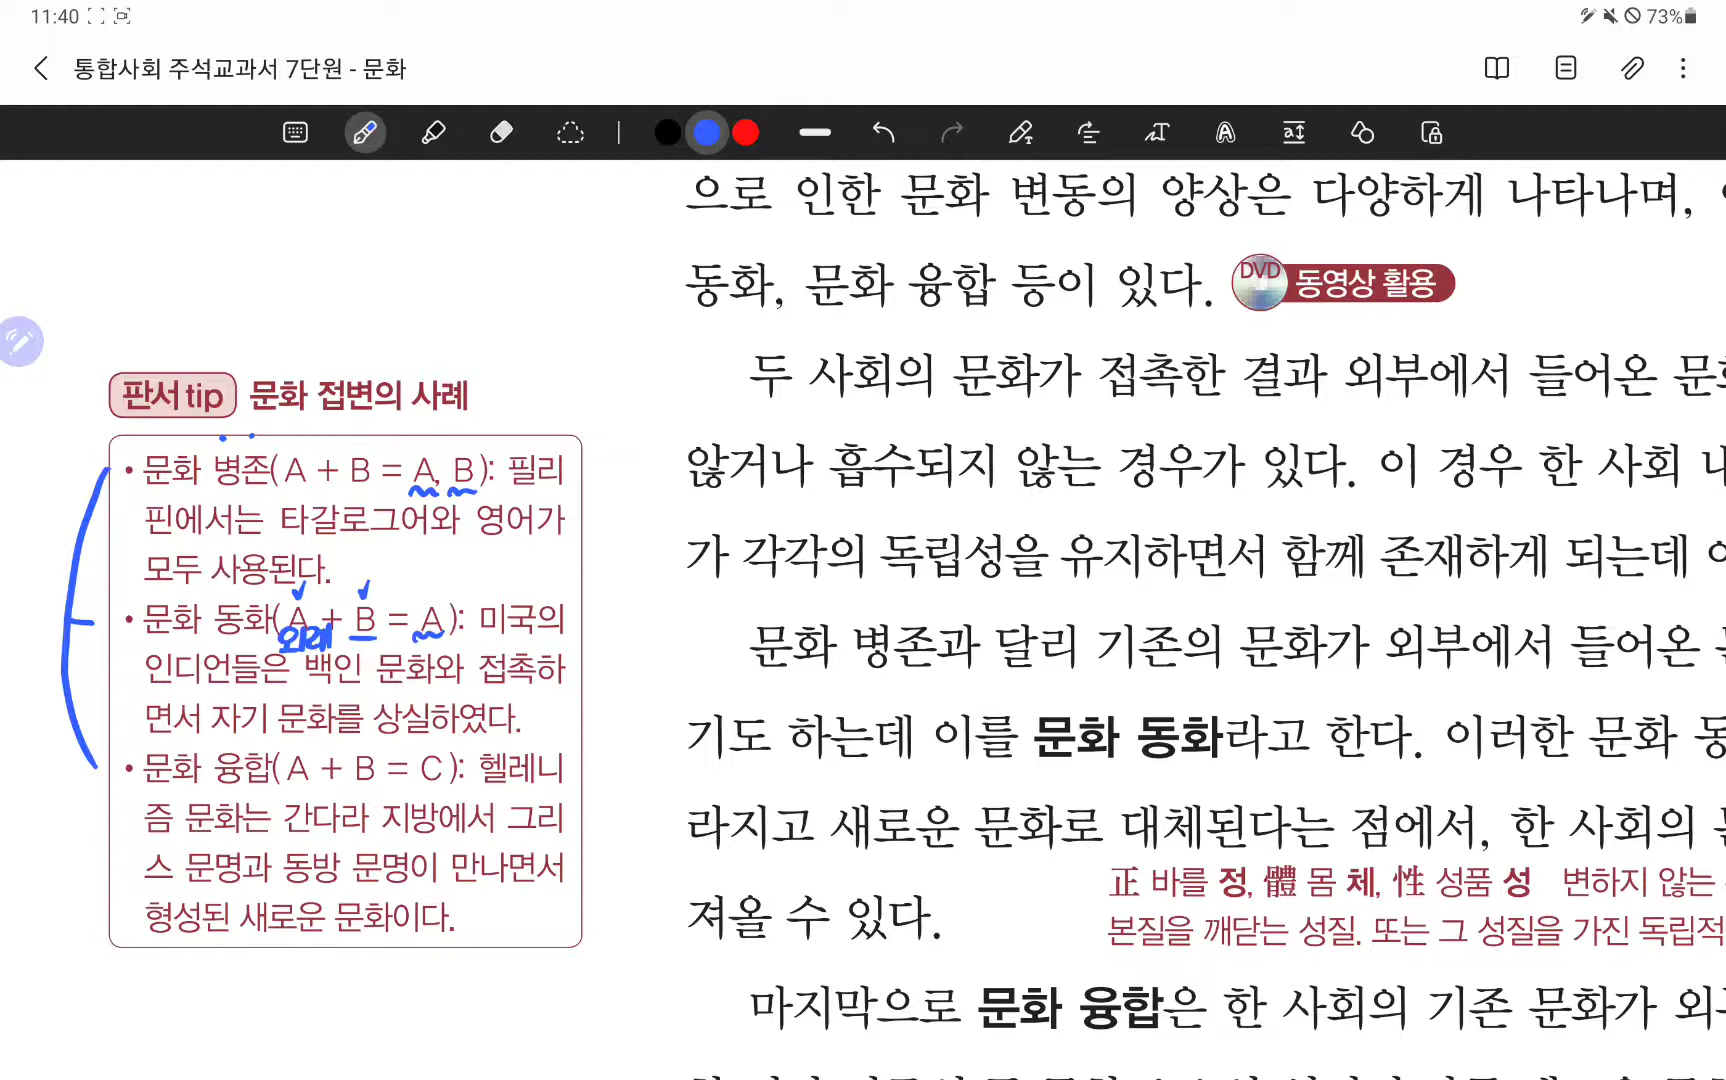 11:40
73%
통합사회 주석교과서 7단원 - 문화
으로 인한 문화 변동의 양상은 다양하게 나타나며,
동화, 문화 융합 등이 있다. DVD 동영상 활용
판서 tip 문화 접변의 사례
• 문화 병존(A + B = A, B): 필리
핀에서는 타갈로그어와 영어가
모두 사용된다.
• 문화 동화(A + B = A): 미국의
외래
인디언들은 백인 문화와 접촉하
면서 자기 문화를 상실하였다.
• 문화 융합(A + B = C): 헬레니
즘 문화는 간다라 지방에서 그리
스 문명과 동방 문명이 만나면서
형성된 새로운 문화이다.
두 사회의 문화가 접촉한 결과 외부에서 들어온
않거나 흡수되지 않는 경우가 있다. 이 경우 한 사회
가 각각의 독립성을 유지하면서 함께 존재하게 되는데
문화 병존과 달리 기존의 문화가 외부에서 들어온
기도 하는데 이를 문화 동화라고 한다. 이러한 문화
라지고 새로운 문화로 대체된다는 점에서, 한 사회의
正 바를 정, 體 몸 체, 性 성품 성 변하지 않는
져올 수 있다.
본질을 깨닫는 성질. 또는 그 성질을 가진 독립적
마지막으로 문화 융합은 한 사회의 기존 문화가